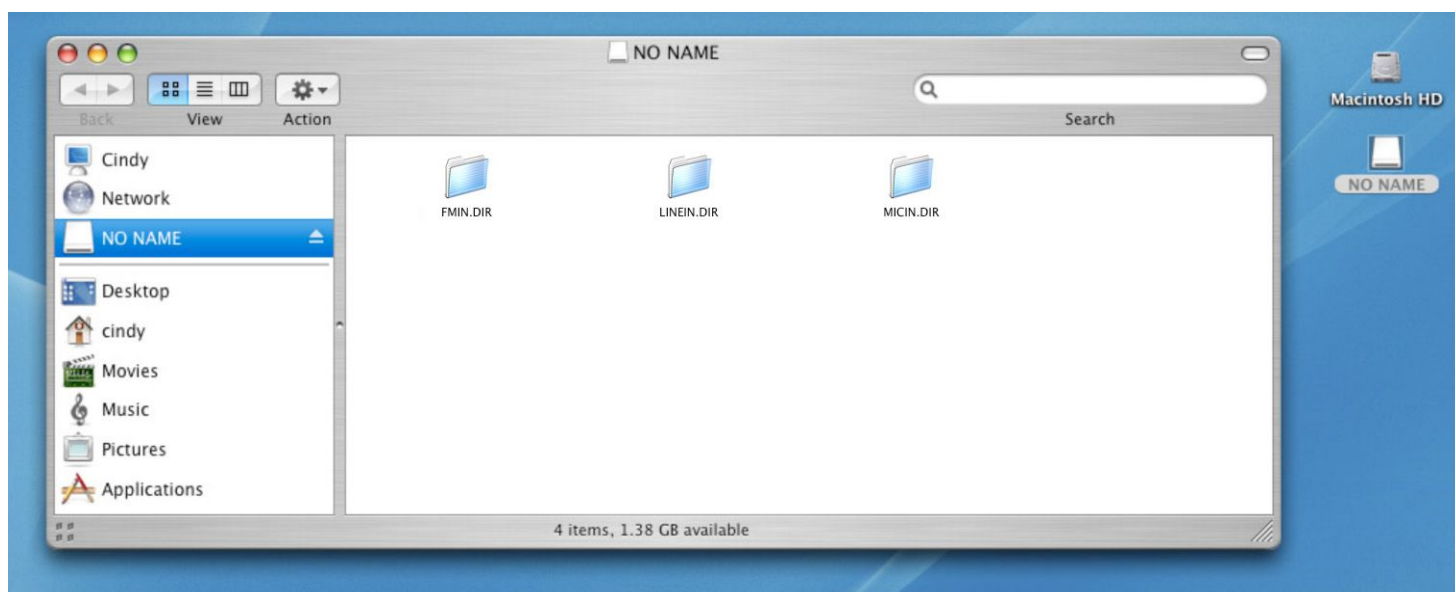 NO NAME
Back
View
Action
Search
Macintosh HD
NO NAME
Cindy
Network
NO NAME
Desktop
cindy
Movies
Music
Pictures
Applications
FMIN.DIR
LINEIN.DIR
MICIN.DIR
4 items, 1.38 GB available